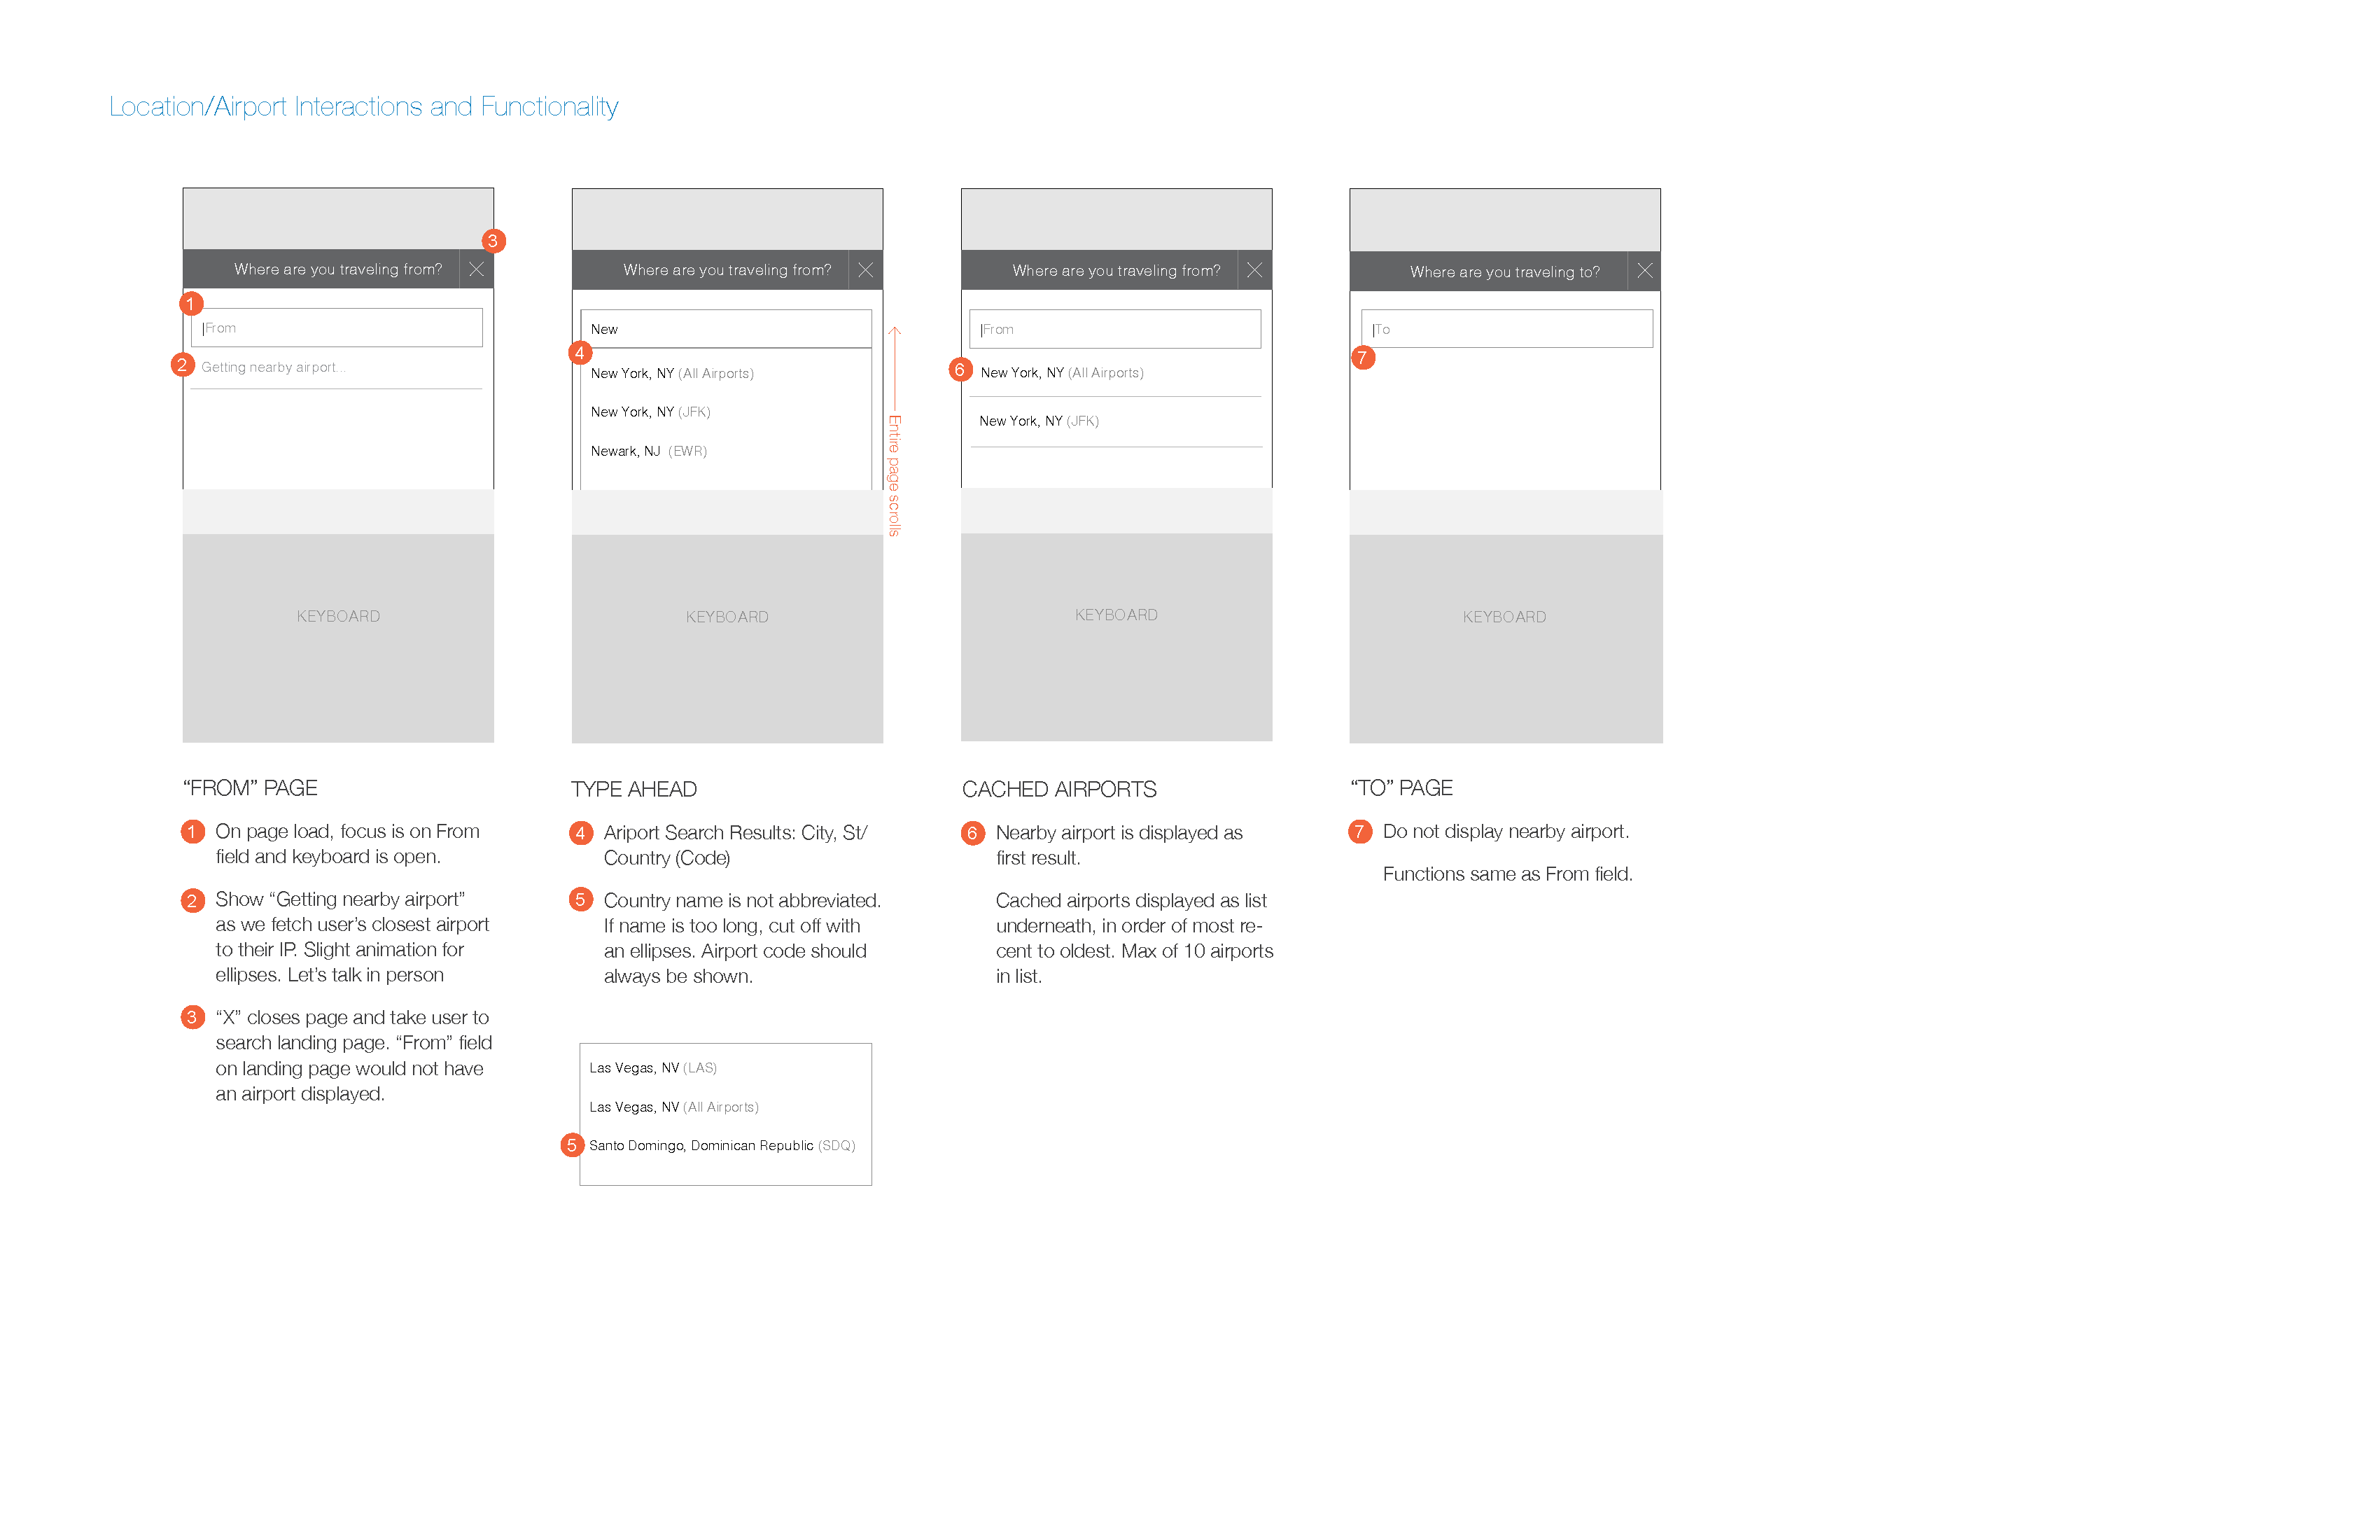 Location/Airport Interactions and Functionality
3
Where are you traveling from?
1
From
2
Getting nearby airport...
KEYBOARD
Where are you traveling from?
New
4
New York, NY (All Airports)
New York, NY (JFK)
Newark, NJ (EWR)
Entire page scrolls
KEYBOARD
Where are you traveling from?
From
6
New York, NY (All Airports)
New York, NY (JFK)
KEYBOARD
Where are you traveling to?
To
7
KEYBOARD
“FROM” PAGE
1 On page load, focus is on From
field and keyboard is open.
2 Show “Getting nearby airport”
as we fetch user’s closest airport
to their IP. Slight animation for
ellipses. Let’s talk in person
3 “X” closes page and take user to
search landing page. “From” field
on landing page would not have
an airport displayed.
TYPE AHEAD
4 Ariport Search Results: City, St/
Country (Code)
5 Country name is not abbreviated.
If name is too long, cut off with
an ellipses. Airport code should
always be shown.
Las Vegas, NV (LAS)
Las Vegas, NV (All Airports)
5 Santo Domingo, Dominican Republic (SDQ)
CACHED AIRPORTS
6 Nearby airport is displayed as
first result.
Cached airports displayed as list
underneath, in order of most re-
cent to oldest. Max of 10 airports
in list.
“TO” PAGE
7 Do not display nearby airport.
Functions same as From field.